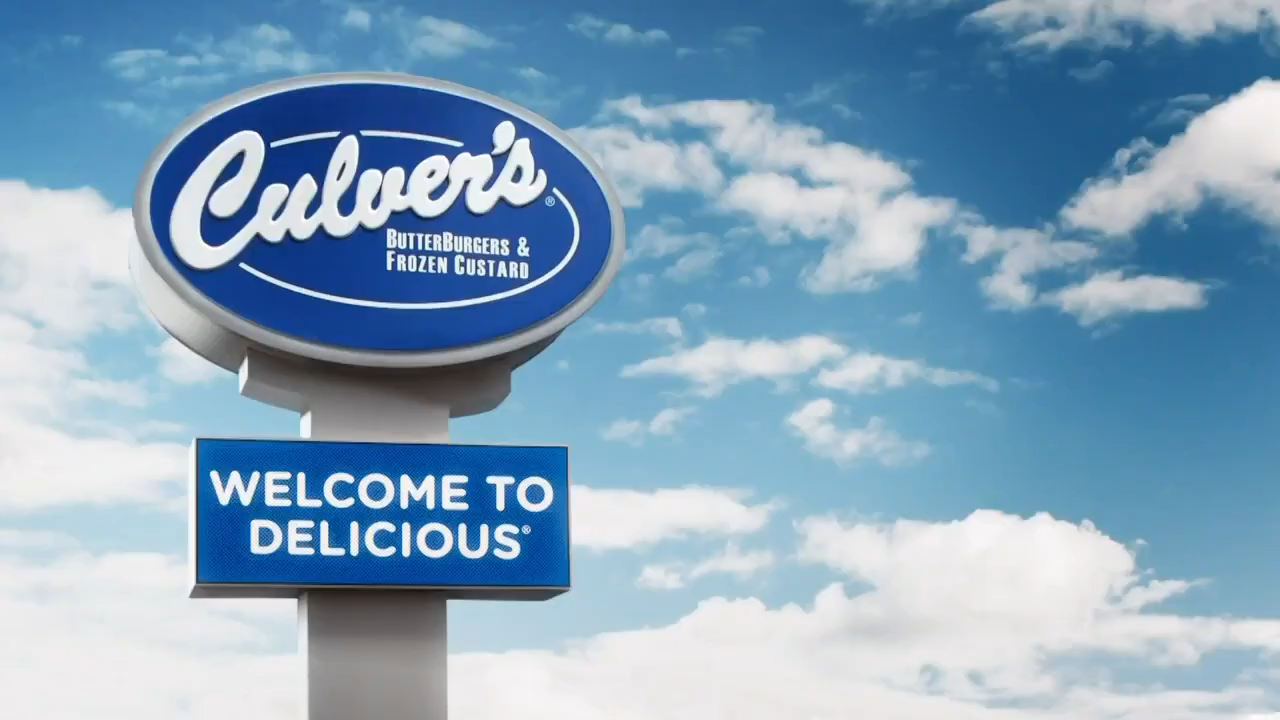 Culver's®
BUTTERBURGERS &
FROZEN CUSTARD
WELCOME TO
DELICIOUS®